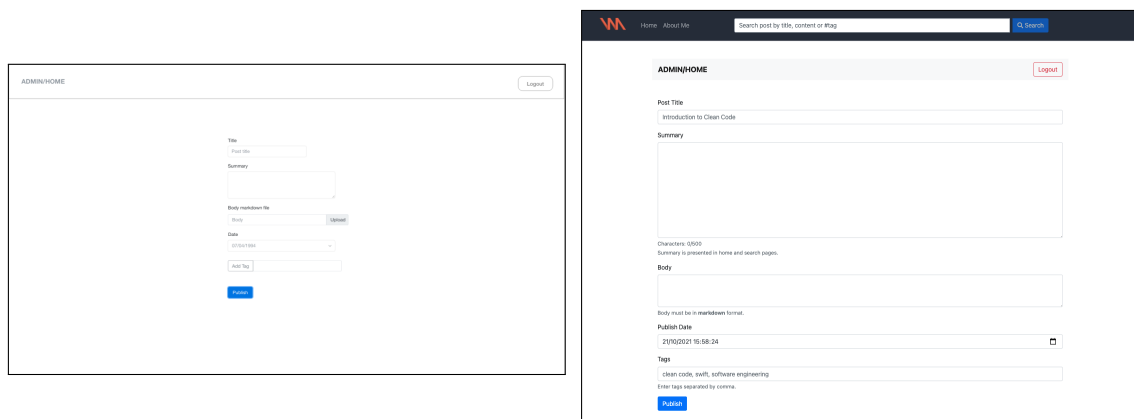 ADMIN/HOME
Logout
Title
Post title
Summary
Body markdown file
Body
Upload
Date
07/04/1994
Add Tag
Publish
Home About Me
Search post by title, content or #tag
Search
ADMIN/HOME
Logout
Post Title
Introduction to Clean Code
Summary
Characters: 0/500
Summary is presented in home and search pages.
Body
Body must be in markdown format.
Publish Date
21/10/2021 15:58:24
Tags
clean code, swift, software engineering
Enter tags separated by comma.
Publish